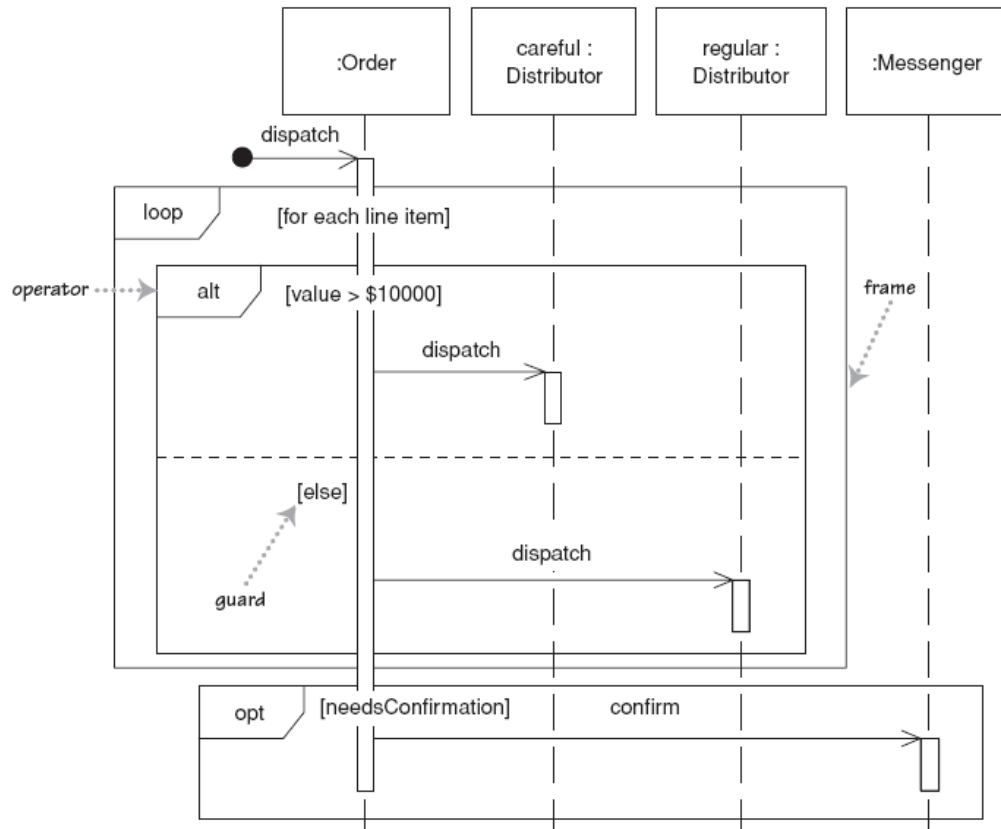 :Order
careful :
Distributor
regular :
Distributor
:Messenger
dispatch
loop
[for each line item]
operator
alt
[value > $10000]
frame
dispatch
[else]
dispatch
guard
opt
[needsConfirmation]
confirm